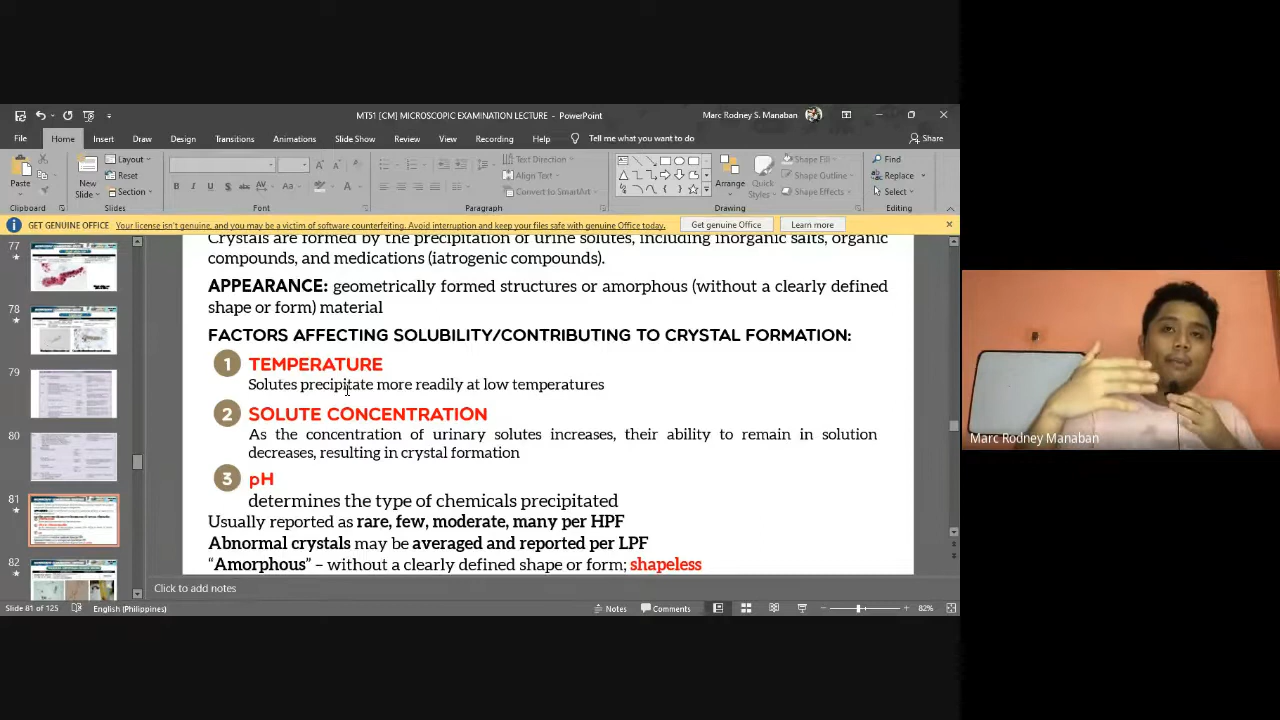 MT51 [CM] MICROSCOPIC EXAMINATION LECTURE - PowerPoint
Marc Rodney S. Manaban
File Home Insert Draw Design Transitions Animations Slide Show Review View Recording Help Tell me what you want to do Share
Paste New Slide Layout Reset Section Text Direction Align Text Convert to SmartArt Arrange Quick Styles Shape Fill Shape Outline Shape Effects Find Replace Select
Clipboard Slides Font Paragraph Drawing Editing
GET GENUINE OFFICE Your license isn't genuine, and you may be a victim of software counterfeiting. Avoid interruption and keep your files safe with genuine Office today. Get genuine Office Learn more
77
78
79
80
81
82
Crystals are formed by the precipitation of urine solutes, including inorganic salts, organic
compounds, and medications (iatrogenic compounds).
APPEARANCE: geometrically formed structures or amorphous (without a clearly defined
shape or form) material
FACTORS AFFECTING SOLUBILITY/CONTRIBUTING TO CRYSTAL FORMATION:
1 TEMPERATURE
Solutes precipitate more readily at low temperatures
2 SOLUTE CONCENTRATION
As the concentration of urinary solutes increases, their ability to remain in solution
decreases, resulting in crystal formation
3 pH
determines the type of chemicals precipitated
Usually reported as rare, few, moderate, many per HPF
Abnormal crystals may be averaged and reported per LPF
"Amorphous" – without a clearly defined shape or form; shapeless
Click to add notes
Slide 81 of 125 English (Philippines) Notes Comments 82%
Marc Rodney Manaban